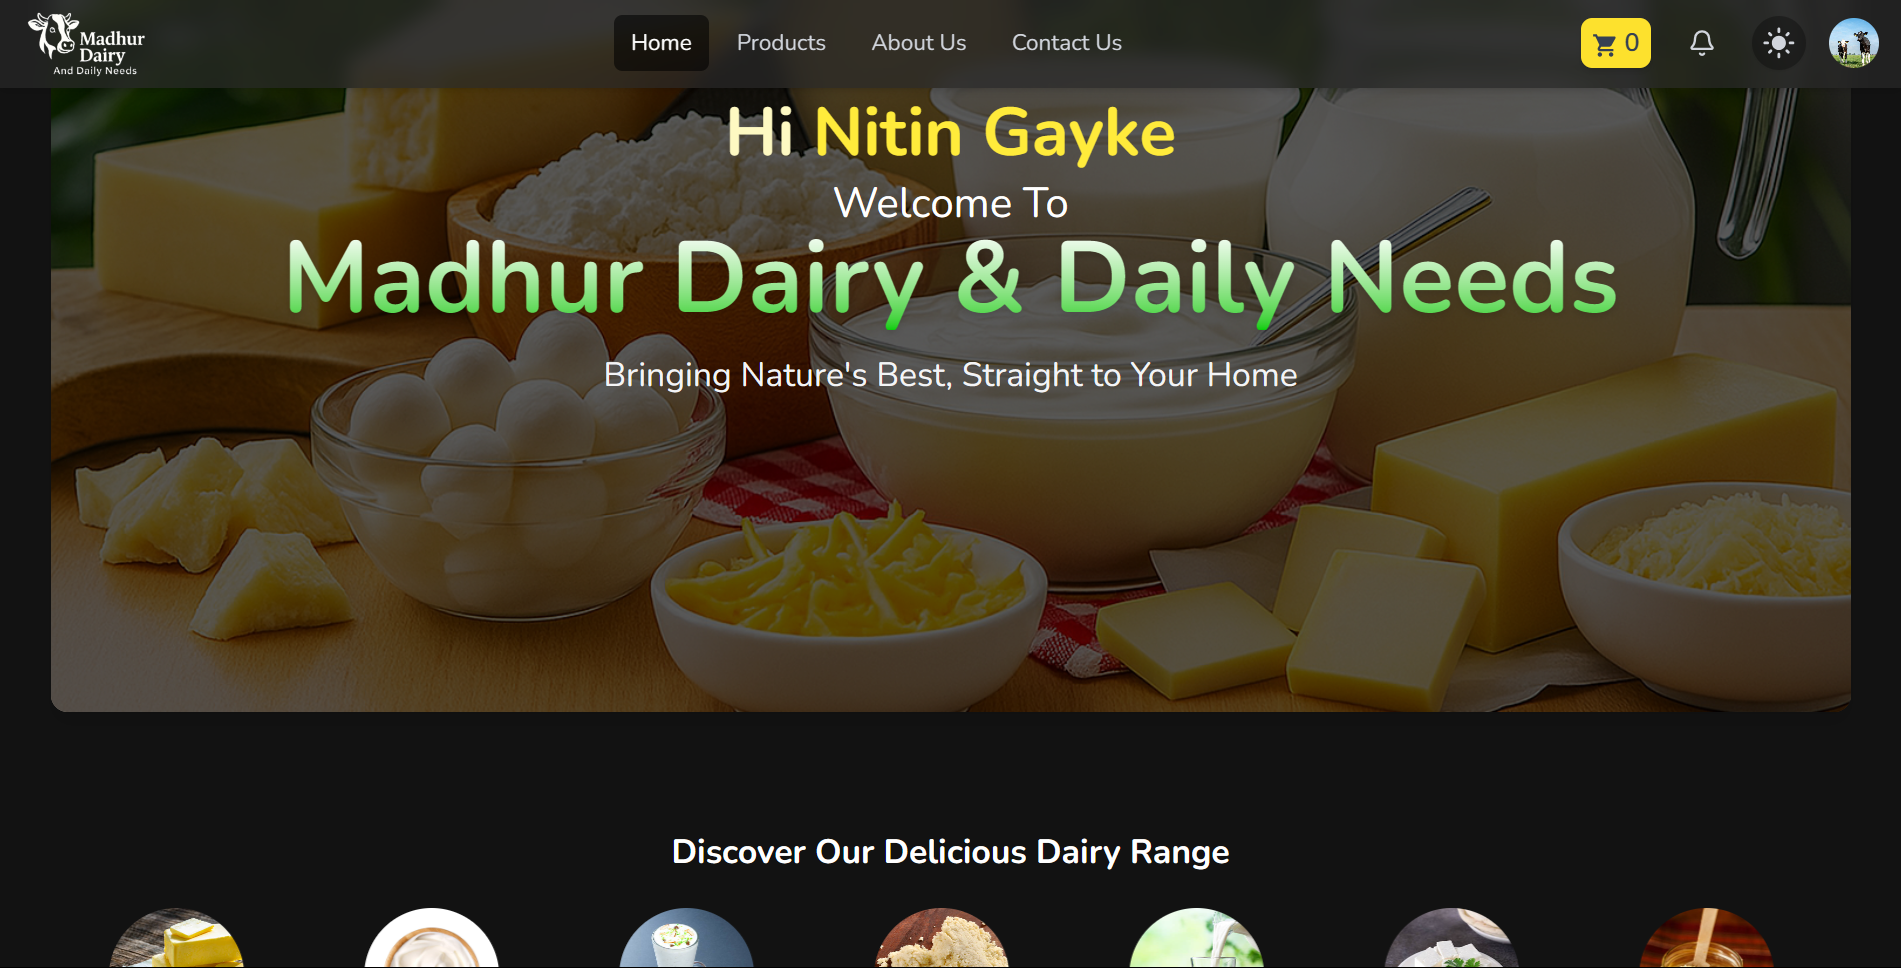 Madhur
Dairy
And Daily Needs
Home
Products
About Us
Contact Us
0
Hi Nitin Gayke
Welcome To
Madhur Dairy & Daily Needs
Bringing Nature's Best, Straight to Your Home
Discover Our Delicious Dairy Range